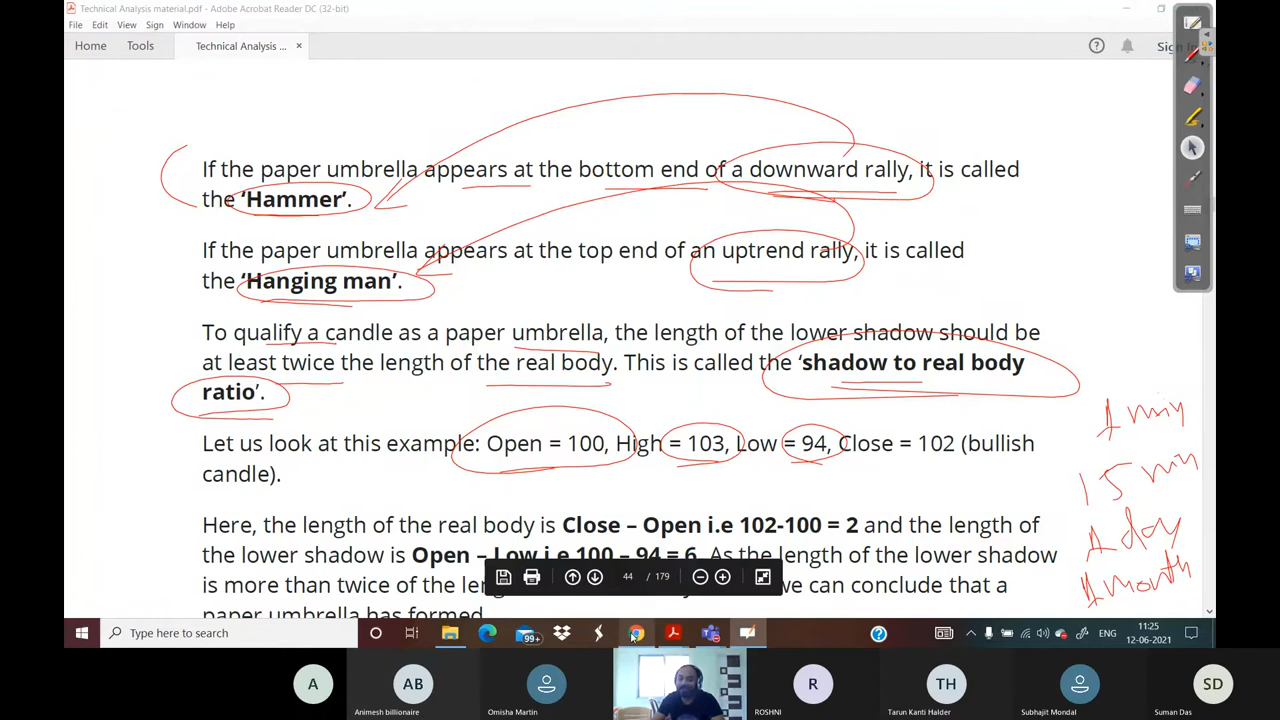 Technical Analysis material.pdf - Adobe Acrobat Reader DC (32-bit)
File Edit View Sign Window Help
Home Tools Technical Analysis ... × Sign In
If the paper umbrella appears at the bottom end of a downward rally, it is called
the ‘Hammer’.
If the paper umbrella appears at the top end of an uptrend rally, it is called
the ‘Hanging man’.
To qualify a candle as a paper umbrella, the length of the lower shadow should be
at least twice the length of the real body. This is called the ‘shadow to real body
ratio’.
1 min
Let us look at this example: Open = 100, High = 103, Low = 94, Close = 102 (bullish
candle).
15 min
Here, the length of the real body is Close – Open i.e 102-100 = 2 and the length of
1 day
the lower shadow is Open – Low i.e 100 – 94 = 6. As the length of the lower shadow
is more than twice of the we can conclude that a
1 month
paper umbrella has formed.
44 / 179
Type here to search 99+ ENG 11:25
12-06-2021
A AB R TH SD
Animesh billionaire Omisha Martin ROSHNI Tarun Kanti Halder Subhajit Mondal Suman Das